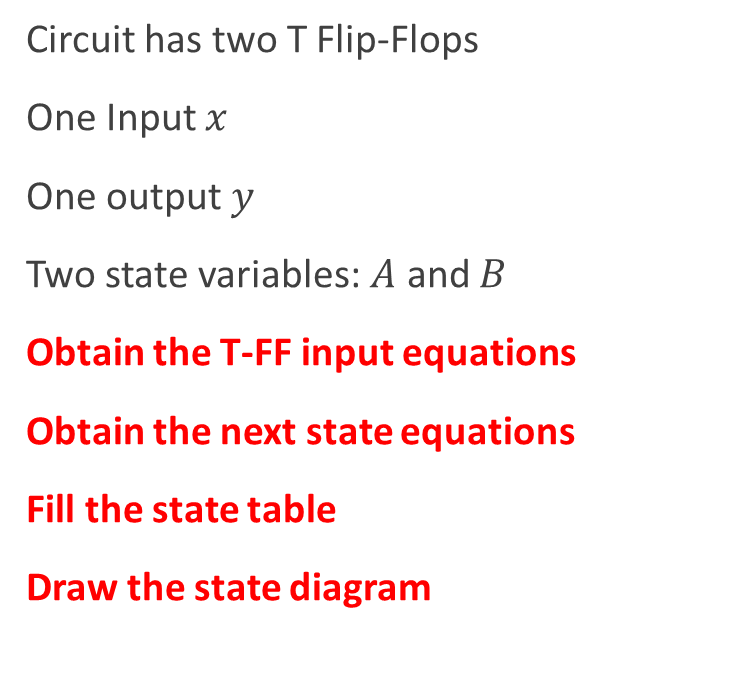 Circuit has two T Flip-Flops
One Input x
One output y
Two state variables: A and B
Obtain the T-FF input equations
Obtain the next state equations
Fill the state table
Draw the state diagram